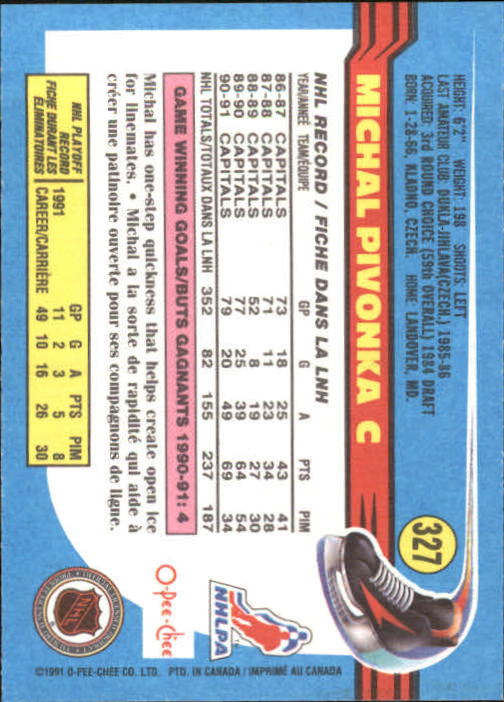 327
MICHAL PIVONKA C
HEIGHT: 6'2" WEIGHT: 198 SHOOTS: LEFT
LAST AMATEUR CLUB: DUKLA-JIHLAVA (CZECH.) 1985-86
ACQUIRED: 3rd ROUND CHOICE (59th OVERALL) 1984 DRAFT
BORN: 1-28-66, KLADNO, CZECH. HOME: LANDOVER, MD.
NHL RECORD / FICHE DANS LA LNH
YEAR/ANNÉE TEAM/ÉQUIPE GP G A PTS PIM
86-87 CAPITALS 73 18 25 43 41
87-88 CAPITALS 71 11 23 34 28
88-89 CAPITALS 52 8 19 27 30
89-90 CAPITALS 77 25 39 64 54
90-91 CAPITALS 79 20 49 69 34
NHL TOTALS/TOTAUX DANS LA LNH 352 82 155 237 187
GAME WINNING GOALS/BUTS GAGNANTS 1990-91: 4
Michal has one-step quickness that helps create open ice
for linemates. • Michal a la sorte de rapidité qui aide à
créer une patinoire ouverte pour ses compagnons de ligne.
NHL PLAYOFF
RECORD
FICHE DURANT LES
ÉLIMINATOIRES
GP G A PTS PIM
1991 11 2 3 5 8
CAREER/CARRIÈRE 49 10 16 26 30
NHLPA
O-Pee-Chee
NHL
©1991 O-PEE-CHEE CO. LTD. PTD. IN CANADA / IMPRIMÉ AU CANADA